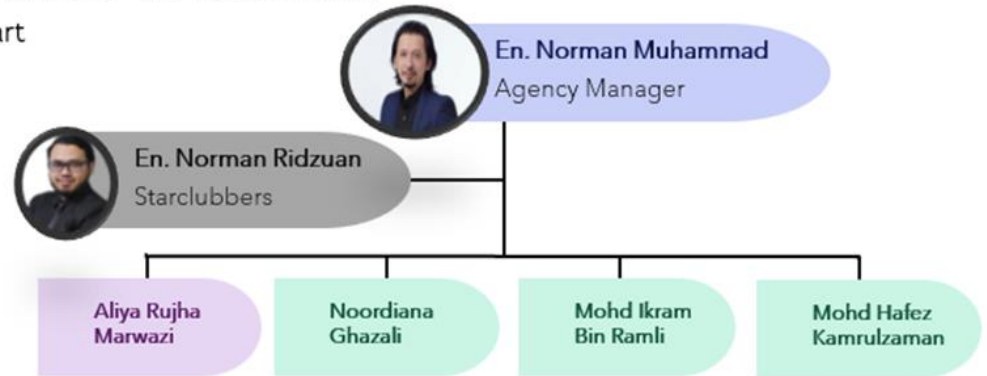 En. Norman Muhammad
Agency Manager
En. Norman Ridzuan
Starclubbers
Aliya Rujha
Marwazi
Noordiana
Ghazali
Mohd Ikram
Bin Ramli
Mohd Hafez
Kamrulzaman